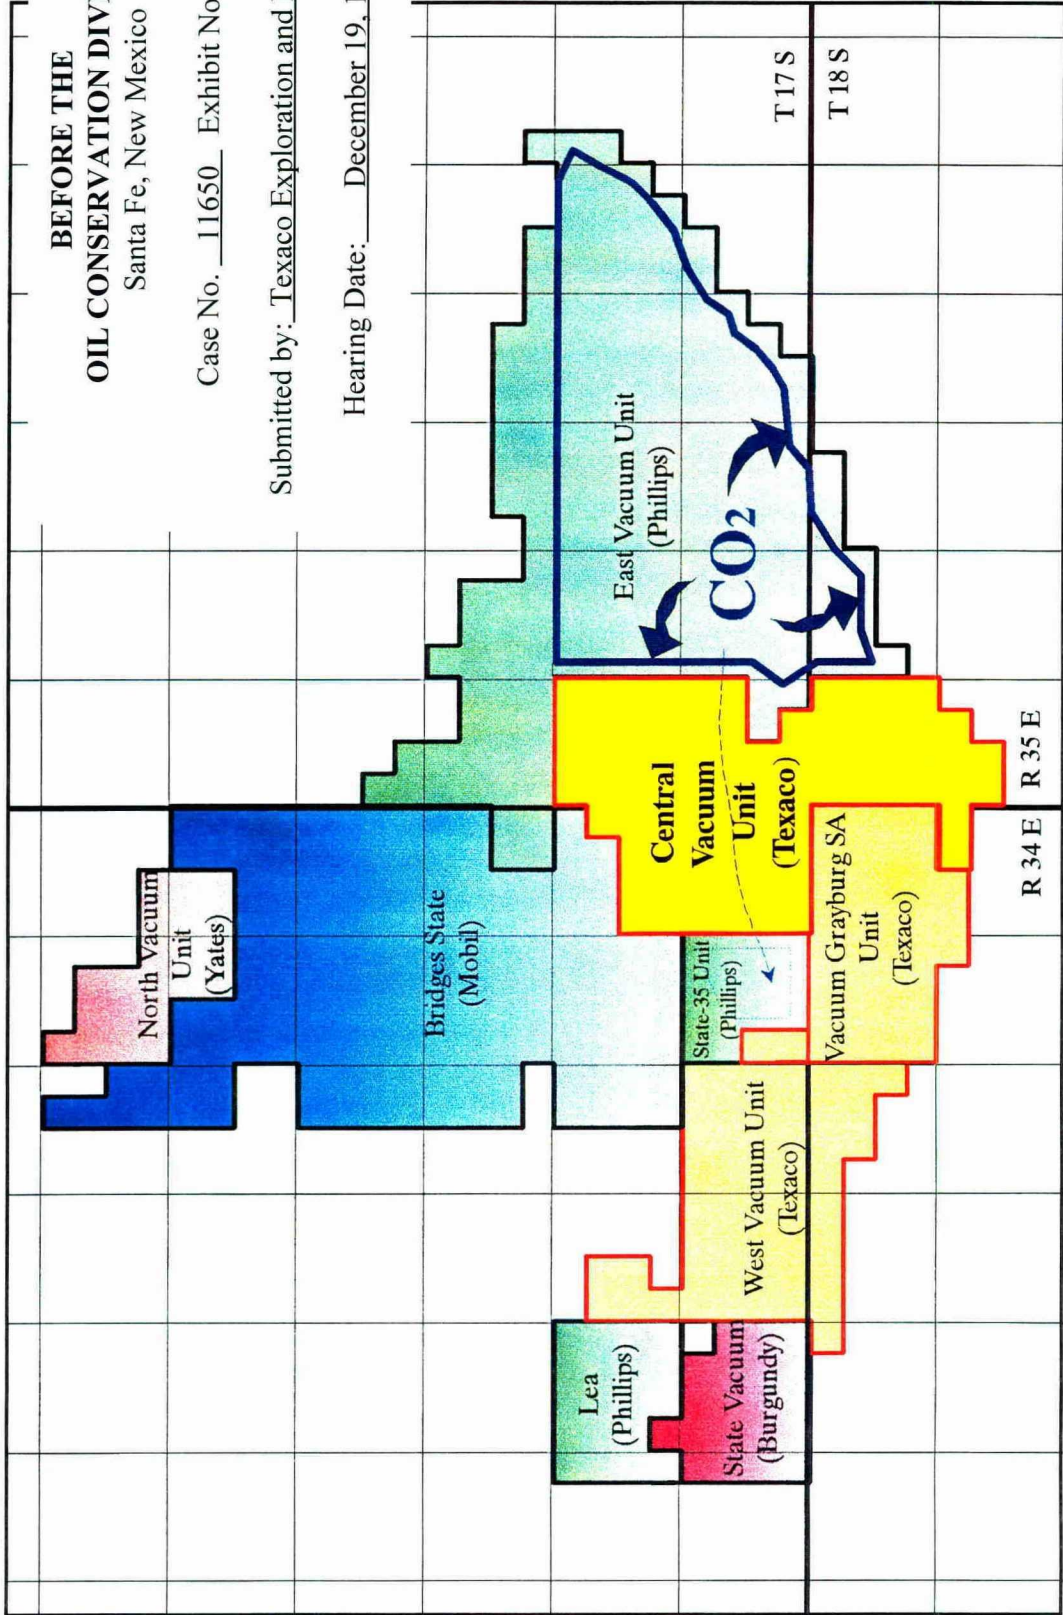 BEFORE THE
OIL CONSERVATION DIV
Santa Fe, New Mexico
Case No. 11650 Exhibit No
Submitted by: Texaco Exploration and
Hearing Date: December 19,
North Vacuum
Unit
(Yates)
Bridges State
(Mobil)
East Vacuum Unit
(Phillips)
CO2
Central
Vacuum
Unit
(Texaco)
State-35 Unit
(Phillips)
Vacuum Grayburg SA
Unit
(Texaco)
West Vacuum Unit
(Texaco)
Lea
(Phillips)
State Vacuum
(Burgundy)
T 17 S
T 18 S
R 34 E
R 35 E